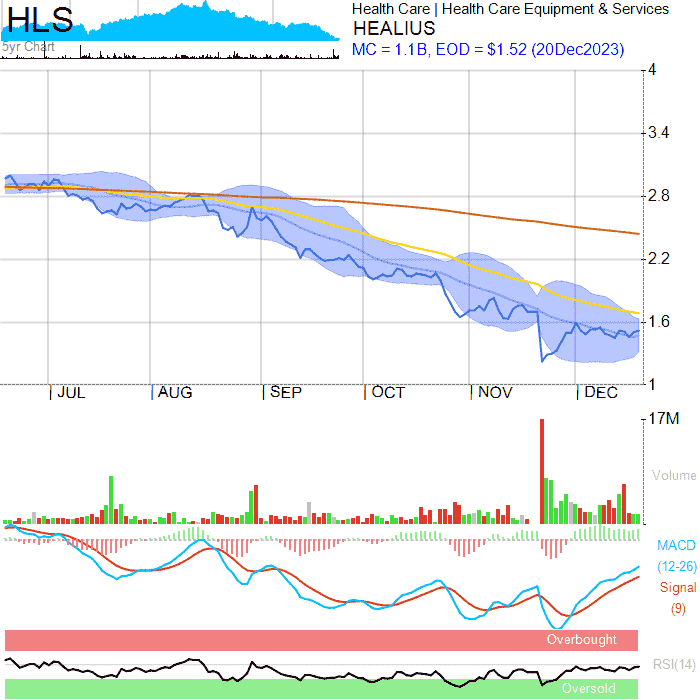 HLS
5yr Chart
Health Care | Health Care Equipment & Services
HEALIUS
MC = 1.1B, EOD = $1.52 (20Dec2023)
4
3.4
2.8
2.2
1.6
1
JUL AUG SEP OCT NOV DEC
17M
Volume
MACD
(12-26)
Signal
(9)
Overbought
RSI(14)
Oversold